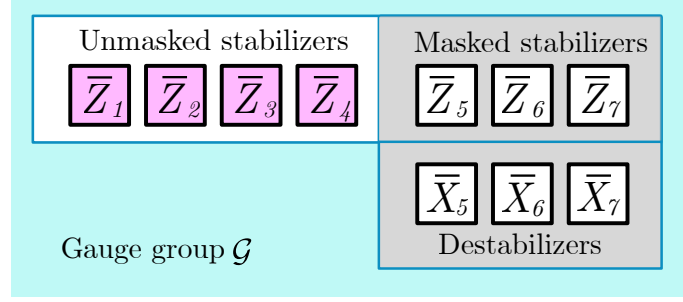 Unmasked stabilizers Masked stabilizers
Z̅₁ Z̅₂ Z̅₃ Z̅₄ Z̅₅ Z̅₆ Z̅₇
X̅₅ X̅₆ X̅₇
Gauge group 𝒢 Destabilizers